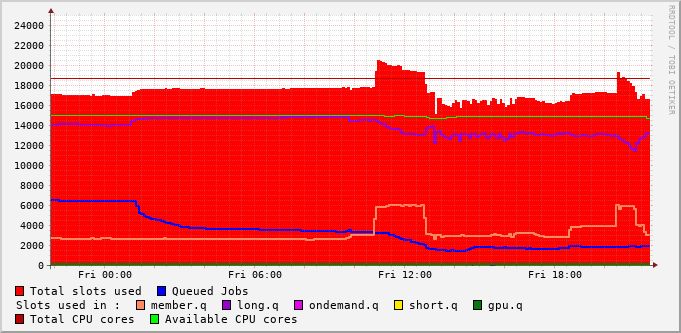 24000
22000
20000
18000
16000
14000
12000
10000
8000
6000
4000
2000
0
Fri 00:00 Fri 06:00 Fri 12:00 Fri 18:00
Total slots used Queued Jobs
Slots used in : member.q long.q ondemand.q short.q gpu.q
Total CPU cores Available CPU cores
RRDTOOL / TOBI OETIKER